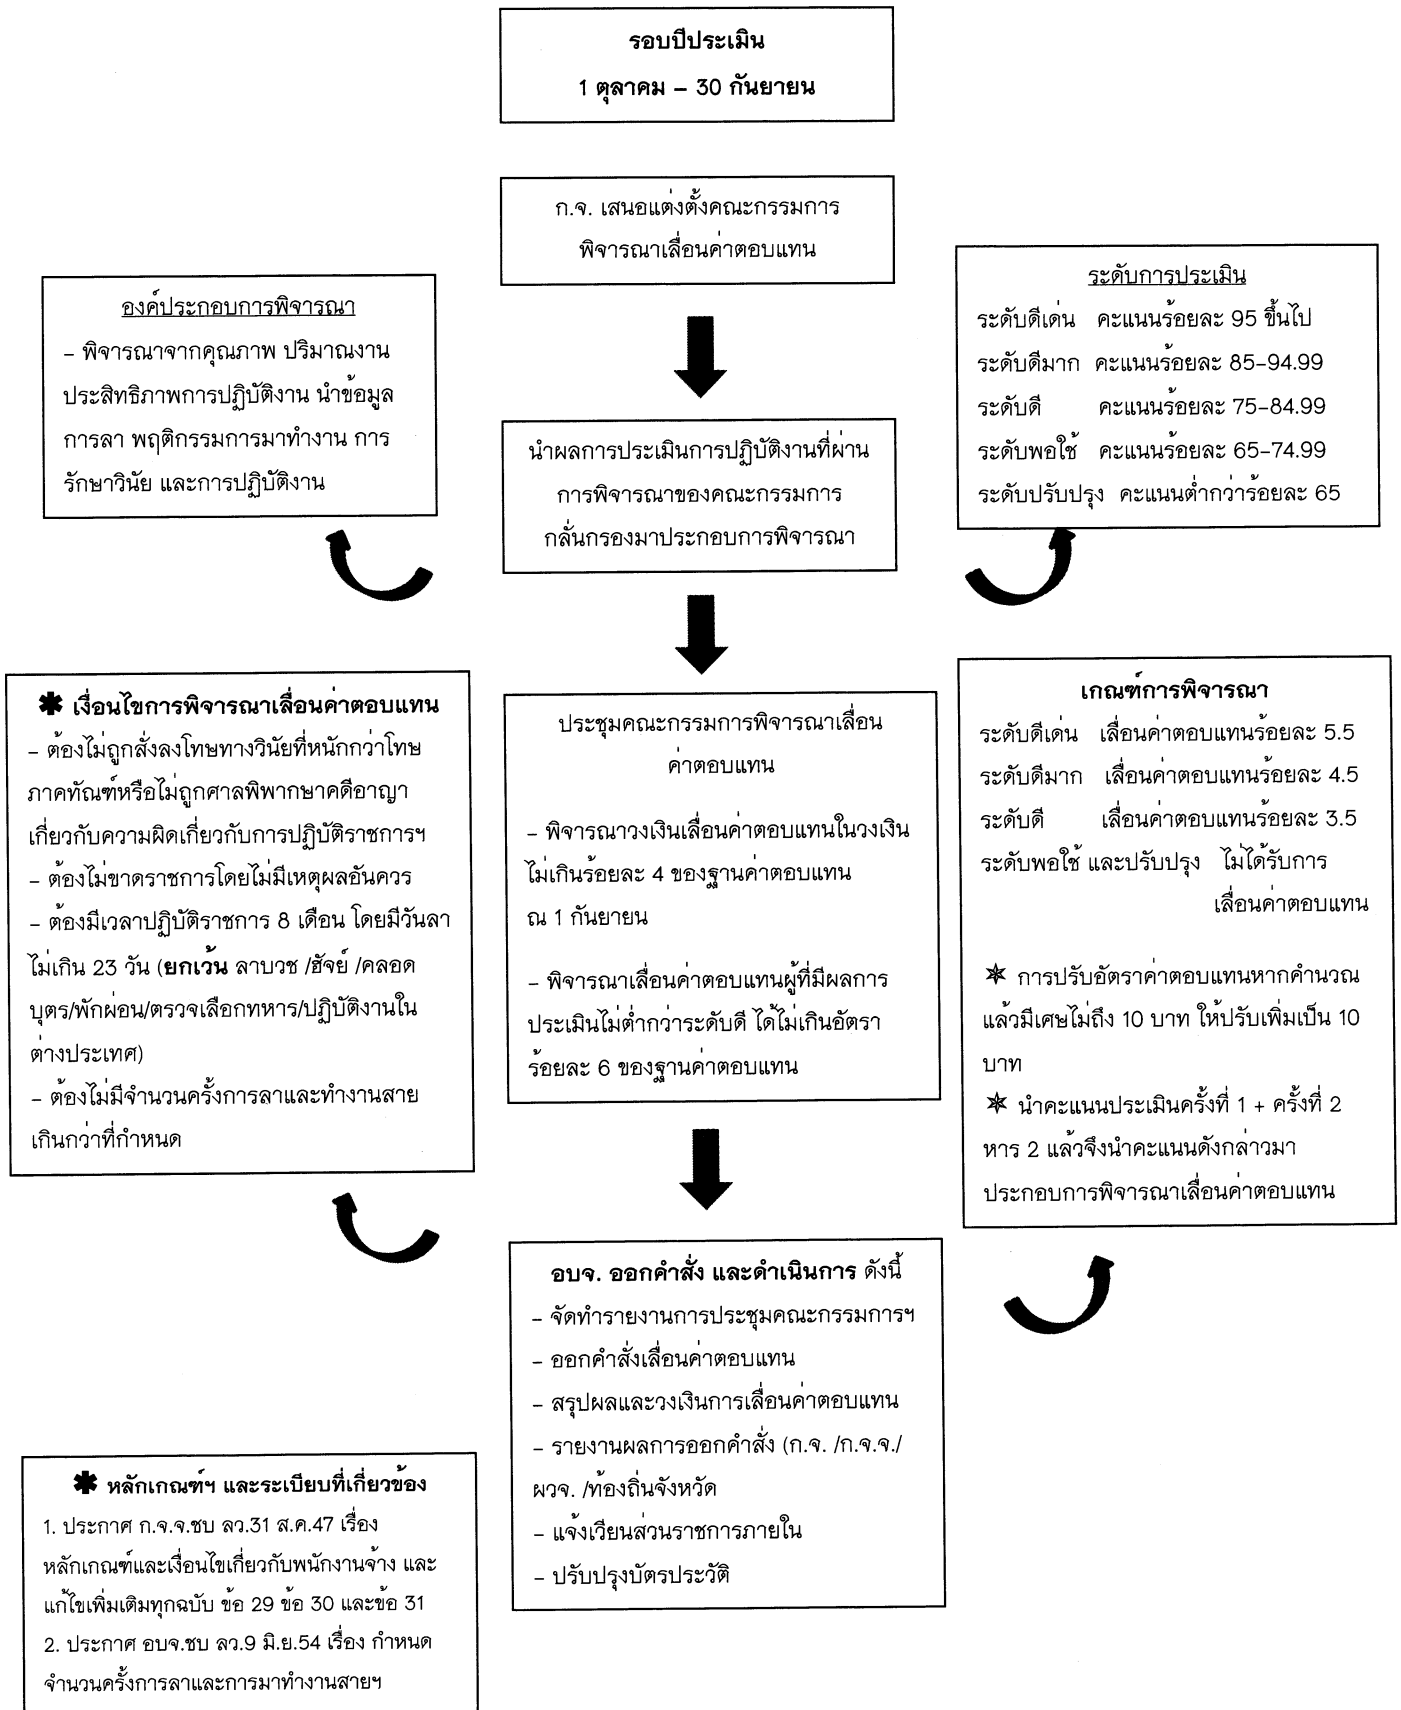 รอบปีประเมิน
1 ตุลาคม – 30 กันยายน
ก.จ. เสนอแต่งตั้งคณะกรรมการ
พิจารณาเลื่อนค่าตอบแทน
องค์ประกอบการพิจารณา
– พิจารณาจากคุณภาพ ปริมาณงาน
ประสิทธิภาพการปฏิบัติงาน นำข้อมูล
การลา พฤติกรรมการมาทำงาน การ
รักษาวินัย และการปฏิบัติงาน
ระดับการประเมิน
ระดับดีเด่น คะแนนร้อยละ 95 ขึ้นไป
ระดับดีมาก คะแนนร้อยละ 85–94.99
ระดับดี คะแนนร้อยละ 75–84.99
ระดับพอใช้ คะแนนร้อยละ 65–74.99
ระดับปรับปรุง คะแนนต่ำกว่าร้อยละ 65
นำผลการประเมินการปฏิบัติงานที่ผ่าน
การพิจารณาของคณะกรรมการ
กลั่นกรองมาประกอบการพิจารณา
✱ เงื่อนไขการพิจารณาเลื่อนค่าตอบแทน
– ต้องไม่ถูกสั่งลงโทษทางวินัยที่หนักกว่าโทษ
ภาคทัณฑ์หรือไม่ถูกศาลพิพากษาคดีอาญา
เกี่ยวกับความผิดเกี่ยวกับการปฏิบัติราชการฯ
– ต้องไม่ขาดราชการโดยไม่มีเหตุผลอันควร
– ต้องมีเวลาปฏิบัติราชการ 8 เดือน โดยมีวันลา
ไม่เกิน 23 วัน (ยกเว้น ลาบวช /ฮัจย์ /คลอด
บุตร/พักผ่อน/ตรวจเลือกทหาร/ปฏิบัติงานใน
ต่างประเทศ)
– ต้องไม่มีจำนวนครั้งการลาและทำงานสาย
เกินกว่าที่กำหนด
ประชุมคณะกรรมการพิจารณาเลื่อน
ค่าตอบแทน
– พิจารณาวงเงินเลื่อนค่าตอบแทนในวงเงิน
ไม่เกินร้อยละ 4 ของฐานค่าตอบแทน
ณ 1 กันยายน
– พิจารณาเลื่อนค่าตอบแทนผู้ที่มีผลการ
ประเมินไม่ต่ำกว่าระดับดี ได้ไม่เกินอัตรา
ร้อยละ 6 ของฐานค่าตอบแทน
เกณฑ์การพิจารณา
ระดับดีเด่น เลื่อนค่าตอบแทนร้อยละ 5.5
ระดับดีมาก เลื่อนค่าตอบแทนร้อยละ 4.5
ระดับดี เลื่อนค่าตอบแทนร้อยละ 3.5
ระดับพอใช้ และปรับปรุง ไม่ได้รับการ
เลื่อนค่าตอบแทน
✵ การปรับอัตราค่าตอบแทนหากคำนวณ
แล้วมีเศษไม่ถึง 10 บาท ให้ปรับเพิ่มเป็น 10
บาท
✵ นำคะแนนประเมินครั้งที่ 1 + ครั้งที่ 2
หาร 2 แล้วจึงนำคะแนนดังกล่าวมา
ประกอบการพิจารณาเลื่อนค่าตอบแทน
อบจ. ออกคำสั่ง และดำเนินการ ดังนี้
– จัดทำรายงานการประชุมคณะกรรมการฯ
– ออกคำสั่งเลื่อนค่าตอบแทน
– สรุปผลและวงเงินการเลื่อนค่าตอบแทน
– รายงานผลการออกคำสั่ง (ก.จ. /ก.จ.จ./
ผวจ. /ท้องถิ่นจังหวัด
– แจ้งเวียนส่วนราชการภายใน
– ปรับปรุงบัตรประวัติ
✱ หลักเกณฑ์ฯ และระเบียบที่เกี่ยวข้อง
1. ประกาศ ก.จ.จ.ชบ ลว.31 ส.ค.47 เรื่อง
หลักเกณฑ์และเงื่อนไขเกี่ยวกับพนักงานจ้าง และ
แก้ไขเพิ่มเติมทุกฉบับ ข้อ 29 ข้อ 30 และข้อ 31
2. ประกาศ อบจ.ชบ ลว.9 มิ.ย.54 เรื่อง กำหนด
จำนวนครั้งการลาและการมาทำงานสายฯ